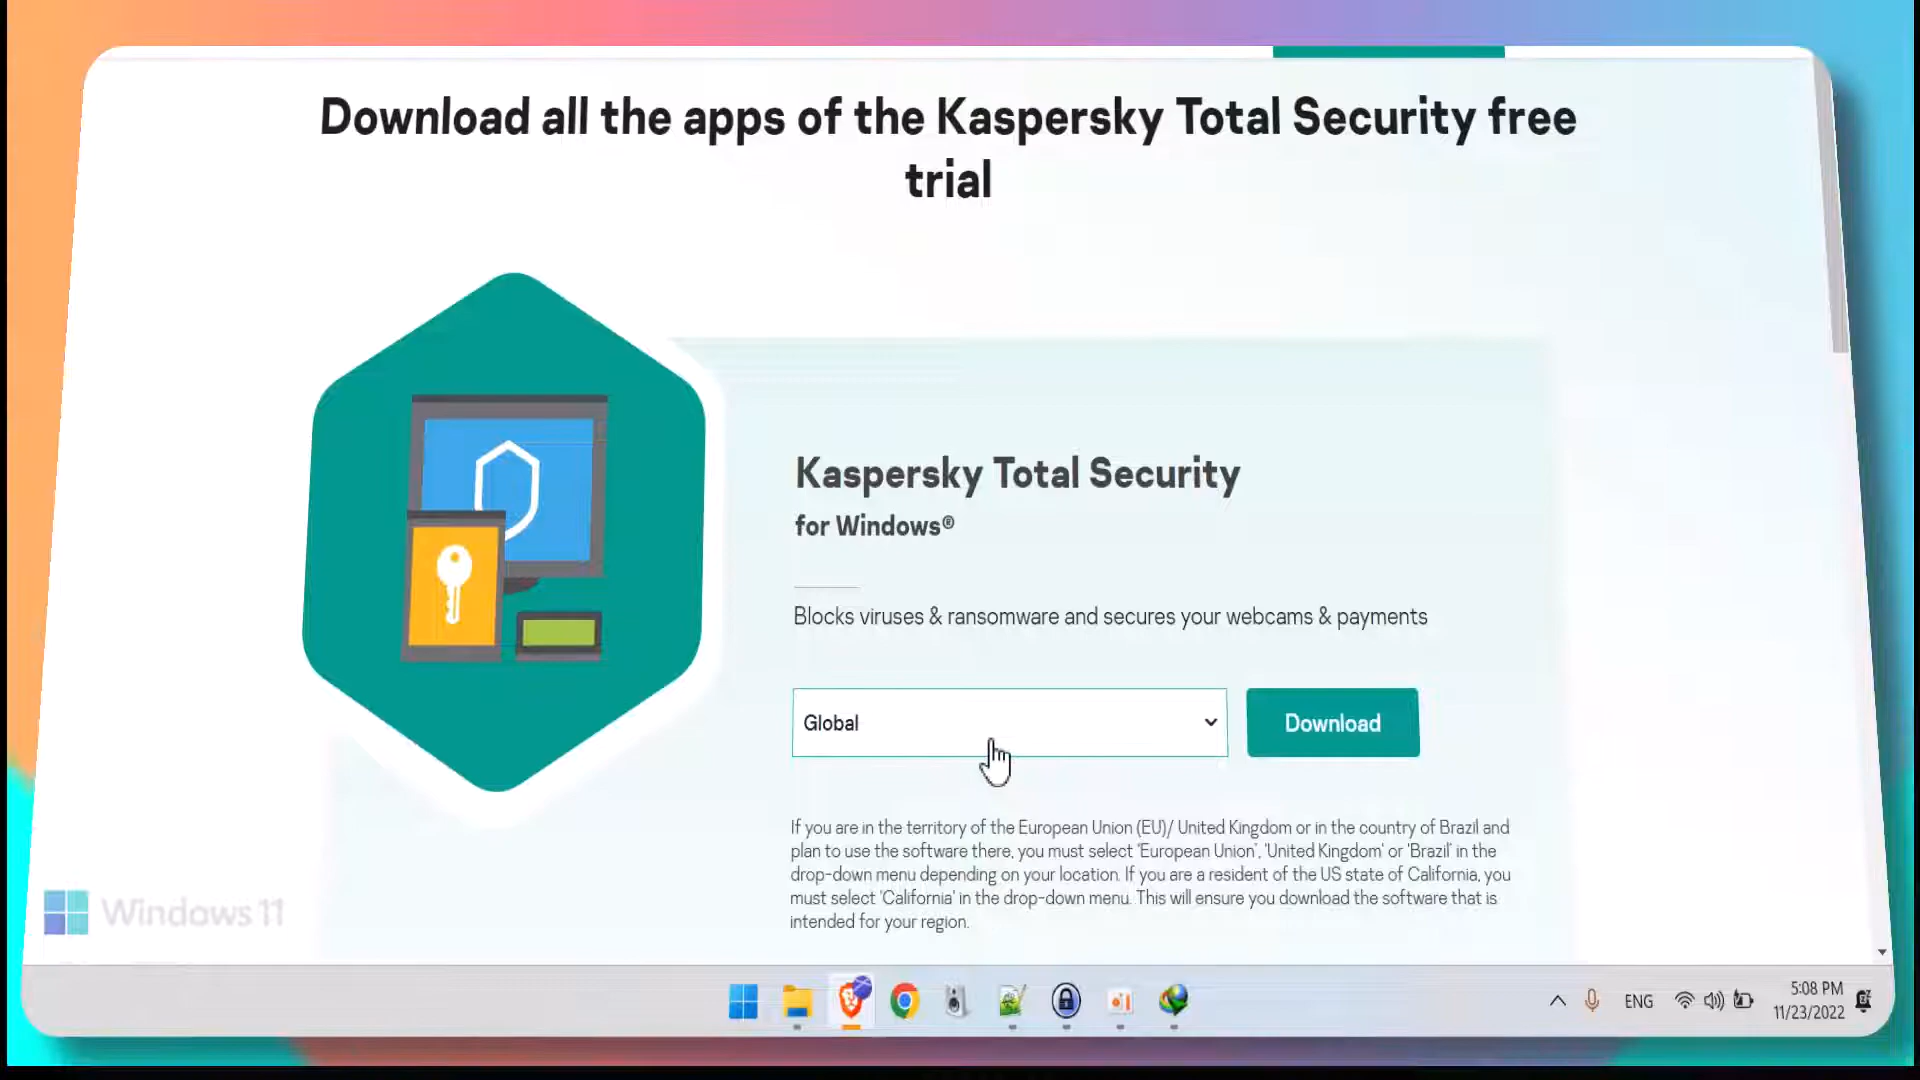 Download all the apps of the Kaspersky Total Security free
trial
Kaspersky Total Security
for Windows®
Blocks viruses & ransomware and secures your webcams & payments
Global
Download
If you are in the territory of the European Union (EU)/ United Kingdom or in the country of Brazil and
plan to use the software there, you must select 'European Union', 'United Kingdom' or 'Brazil' in the
drop-down menu depending on your location. If you are a resident of the US state of California, you
must select 'California' in the drop-down menu. This will ensure you download the software that is
intended for your region.
Windows 11
ENG
5:08 PM
11/23/2022